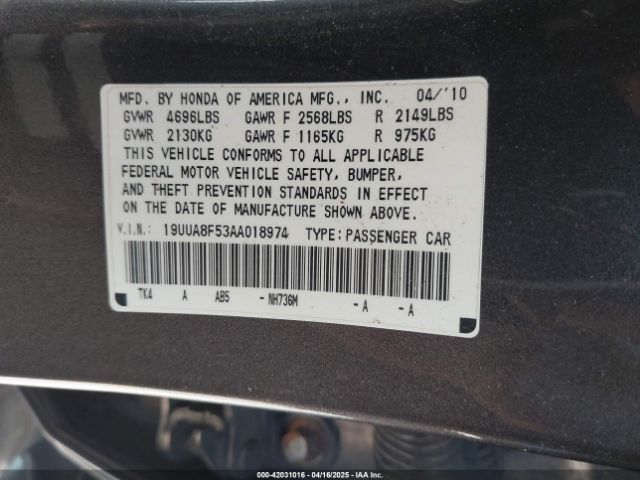 MFD. BY HONDA OF AMERICA MFG., INC. 04/'10
GVWR 4696LBS GAWR F 2568LBS R 2149LBS
GVWR 2130KG GAWR F 1165KG R 975KG
THIS VEHICLE CONFORMS TO ALL APPLICABLE
FEDERAL MOTOR VEHICLE SAFETY, BUMPER,
AND THEFT PREVENTION STANDARDS IN EFFECT
ON THE DATE OF MANUFACTURE SHOWN ABOVE.
V.I.N: 19UUA8F53AA018974 TYPE:PASSENGER CAR
TK4 A AB5 - NH736M - A - A
000-42031016 - 04/16/2025 - IAA Inc.